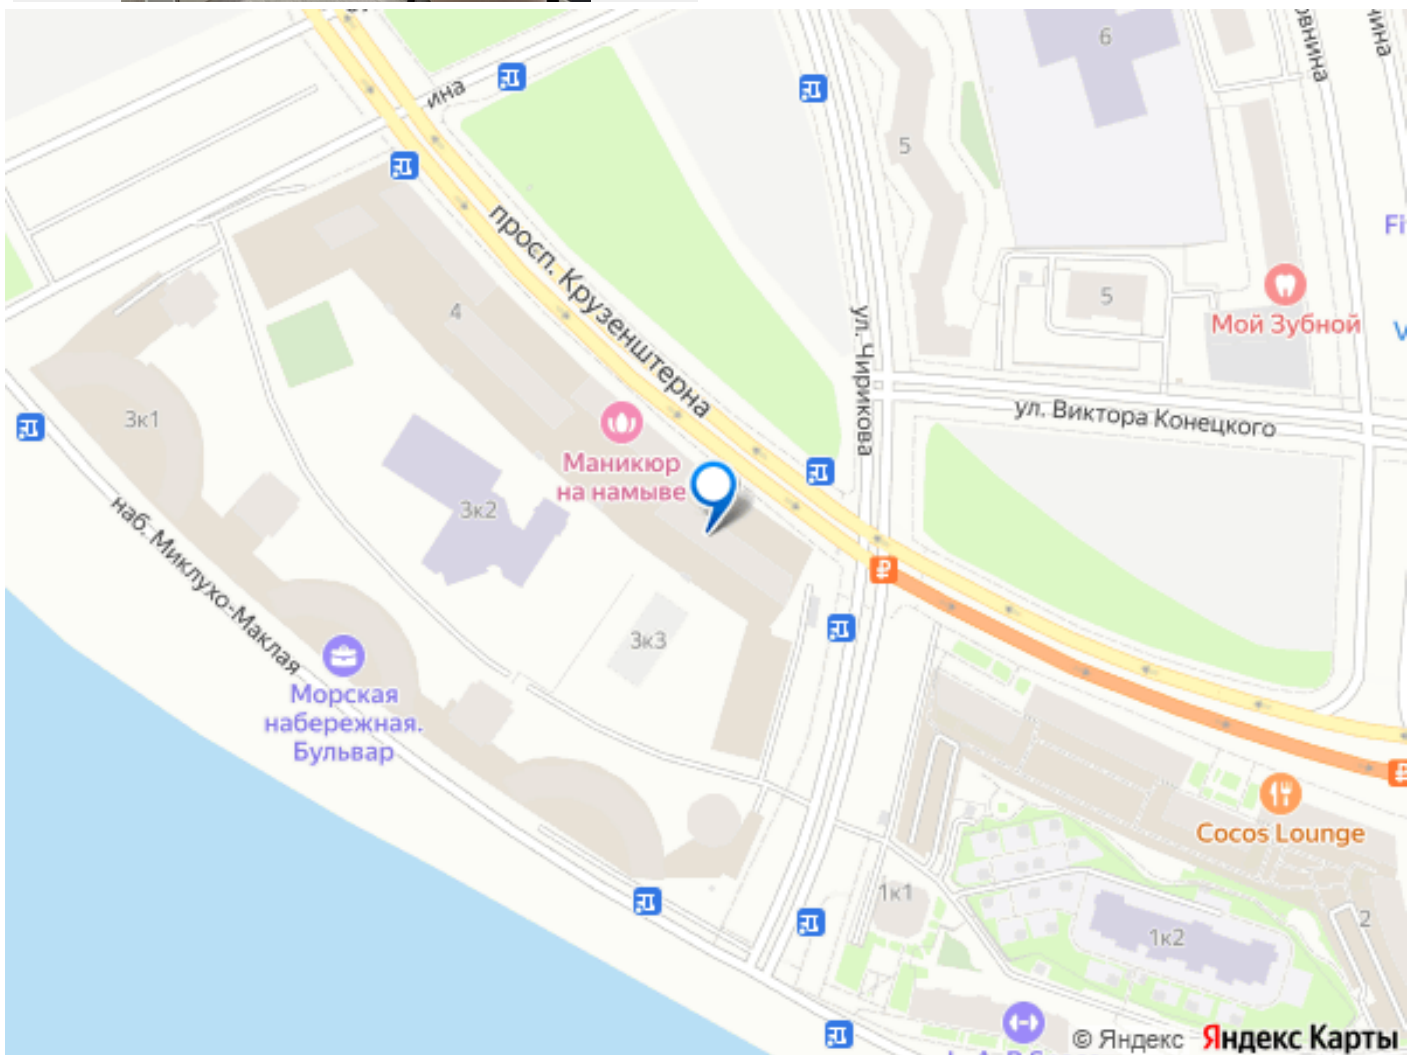 6
ина
5
просп. Крузенштерна
4
5
Мой Зубной
ул. Чирикова
ул. Виктора Конецкого
3к1
Маникюр
на намыве
3к2
наб. Миклухо-Маклая
3к3
Морская
набережная.
Бульвар
Cocos Lounge
1к1
1к2
2
© Яндекс Яндекс Карты